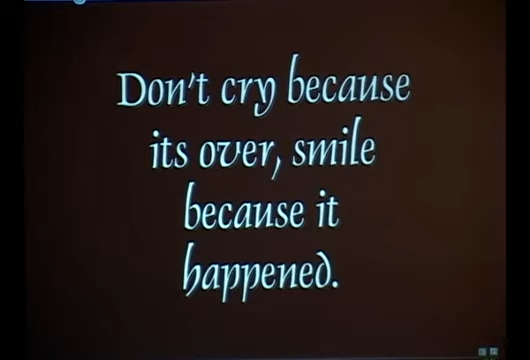 Don't cry because
its over, smile
because it
happened.